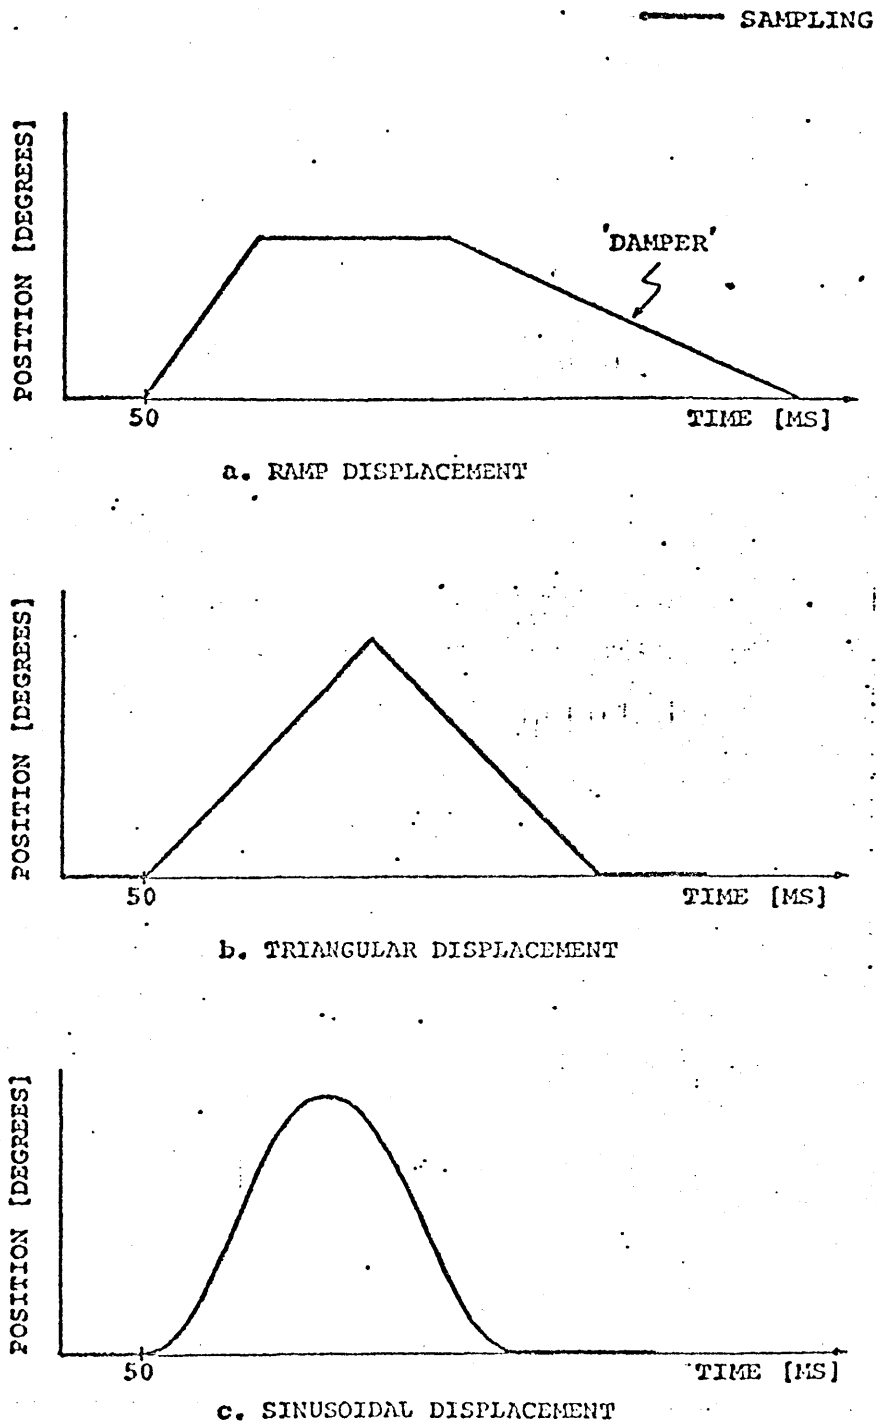 SAMPLING
POSITION [DEGREES]
'DAMPER'
50
TIME [MS]
a. RAMP DISPLACEMENT
POSITION [DEGREES]
50
TIME [MS]
b. TRIANGULAR DISPLACEMENT
POSITION [DEGREES]
50
TIME [MS]
c. SINUSOIDAL DISPLACEMENT